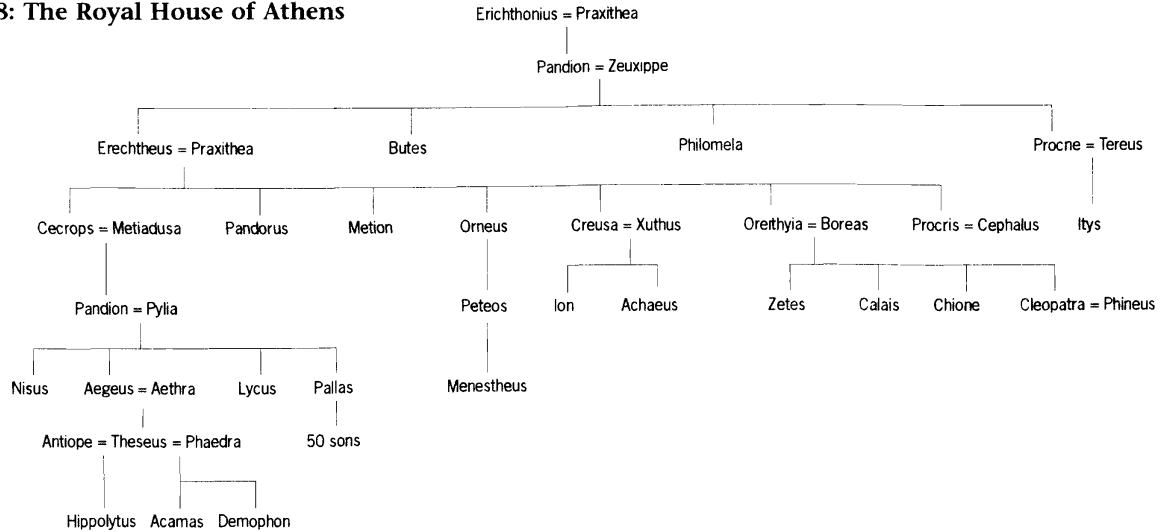 8: The Royal House of Athens
Erichthonius = Praxithea
Pandion = Zeuxippe
Erechtheus = Praxithea Butes Philomela Procne = Tereus
Cecrops = Metiadusa Pandorus Metion Orneus Creusa = Xuthus Oreithyia = Boreas Procris = Cephalus Itys
Pandion = Pylia Peteos Ion Achaeus Zetes Calais Chione Cleopatra = Phineus
Nisus Aegeus = Aethra Lycus Pallas Menestheus
Antiope = Theseus = Phaedra 50 sons
Hippolytus Acamas Demophon